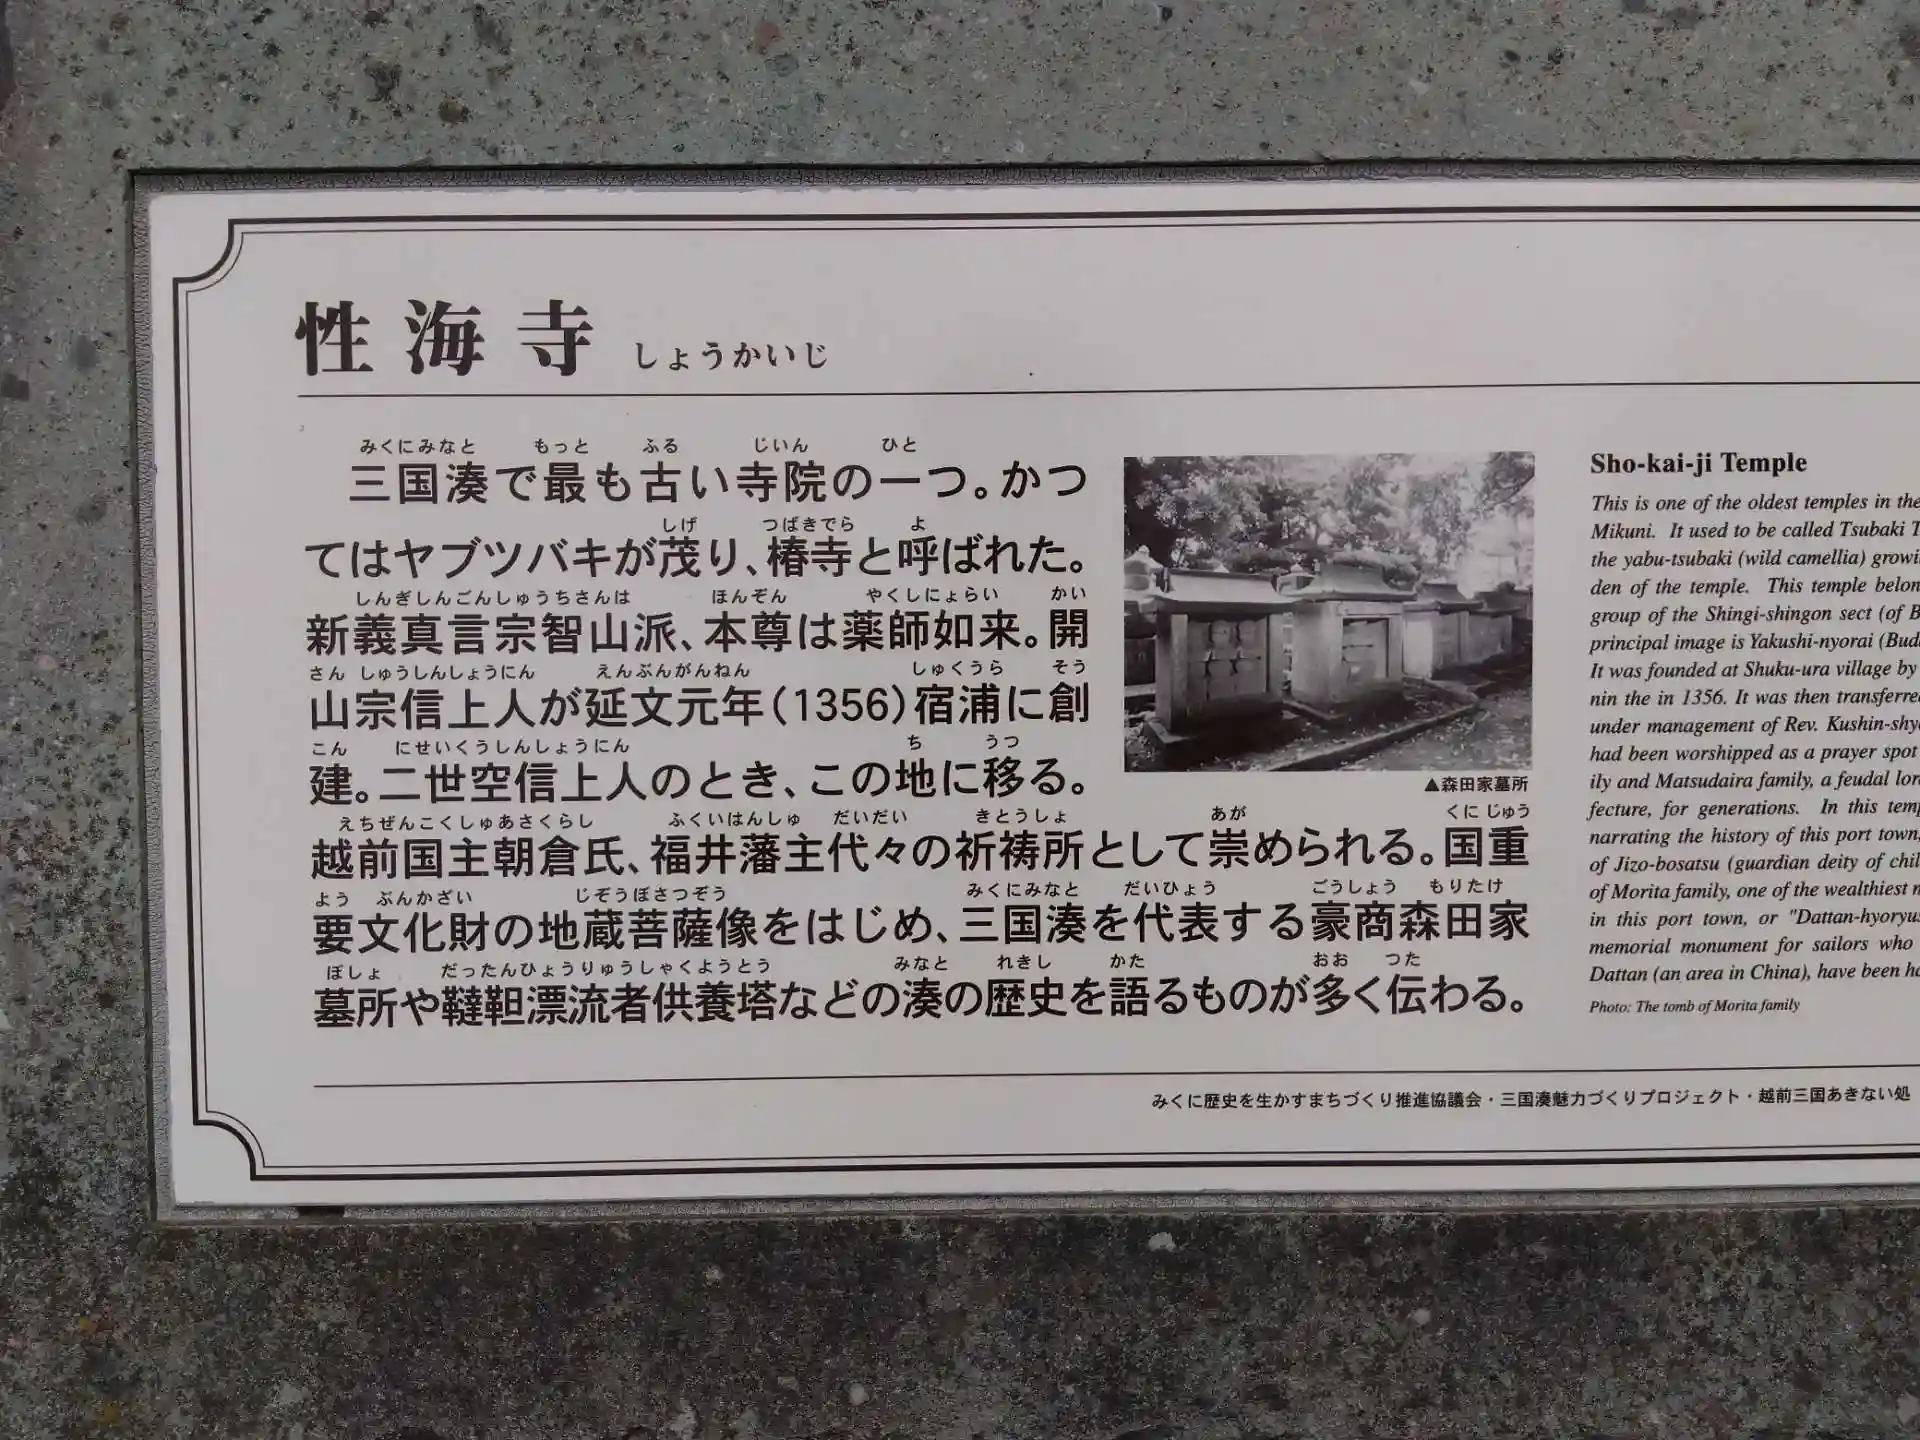 性海寺 しょうかいじ
みくにみなと もっと ふる じいん ひと
三国湊で最も古い寺院の一つ。かつ
しげ つばきでら よ
てはヤブツバキが茂り、椿寺と呼ばれた。
しんぎしんごんしゅうちさんは ほんぞん やくしにょらい かい
新義真言宗智山派、本尊は薬師如来。開
さん しゅうしんしょうにん えんぶんがんねん しゅくうら そう
山宗信上人が延文元年(1356)宿浦に創
こん にせいくうしんしょうにん ち うつ
建。二世空信上人のとき、この地に移る。
えちぜんこくしゅあさくらし ふくいはんしゅ だいだい きとうしょ あが くに じゅう
越前国主朝倉氏、福井藩主代々の祈祷所として崇められる。国重
よう ぶんかざい じぞうぼさつぞう みくにみなと だいひょう ごうしょう もりたけ
要文化財の地蔵菩薩像をはじめ、三国湊を代表する豪商森田家
ぼしょ だったんひょうりゅうしゃくようとう みなと れきし かた おお つた
墓所や韃靼漂流者供養塔などの湊の歴史を語るものが多く伝わる。
▲森田家墓所
Sho-kai-ji Temple
This is one of the oldest temples in the
Mikuni. It used to be called Tsubaki T
the yabu-tsubaki (wild camellia) growi
den of the temple. This temple belon
group of the Shingi-shingon sect (of B
principal image is Yakushi-nyorai (Bud
It was founded at Shuku-ura village by
nin the in 1356. It was then transferre
under management of Rev. Kushin-shy
had been worshipped as a prayer spot
ily and Matsudaira family, a feudal lor
fecture, for generations. In this temp
narrating the history of this port town,
of Jizo-bosatsu (guardian deity of chil
of Morita family, one of the wealthiest m
in this port town, or "Dattan-hyoryus
memorial monument for sailors who
Dattan (an area in China), have been ha
Photo: The tomb of Morita family
みくに歴史を生かすまちづくり推進協議会・三国湊魅力づくりプロジェクト・越前三国あきない処